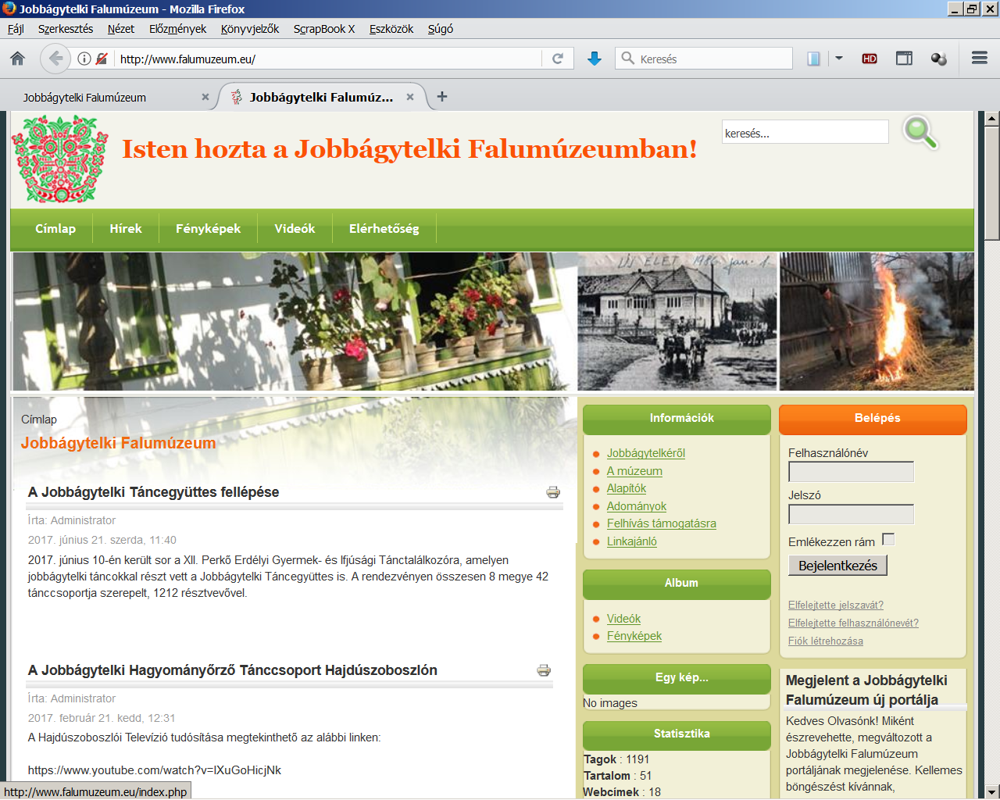 Jobbágytelki Falumúzeum - Mozilla Firefox
Fájl Szerkesztés Nézet Előzmények Könyvjelzők ScrapBook X Eszközök Súgó
http://www.falumuzeum.eu/
Keresés
HD
Jobbágytelki Falumúzeum
Jobbágytelki Falumúz...
Isten hozta a Jobbágytelki Falumúzeumban!
keresés...
Címlap Hírek Fényképek Videók Elérhetőség
ÚJ ÉLET 1986 jan. 1.
Címlap
Jobbágytelki Falumúzeum
A Jobbágytelki Táncegyüttes fellépése
Írta: Administrator
2017. június 21. szerda, 11:40
2017. június 10-én került sor a XII. Perkő Erdélyi Gyermek- és Ifjúsági Tánctalálkozóra, amelyen
jobbágytelki táncokkal részt vett a Jobbágytelki Táncegyüttes is. A rendezvényen összesen 8 megye 42
tánccsoportja szerepelt, 1212 résztvevővel.
A Jobbágytelki Hagyományőrző Tánccsoport Hajdúszoboszlón
Írta: Administrator
2017. február 21. kedd, 12:31
A Hajdúszoboszlói Televízió tudósítása megtekinthető az alábbi linken:
https://www.youtube.com/watch?v=lXuGoHicjNk
http://www.falumuzeum.eu/index.php
Információk
Jobbágytelkéről
A múzeum
Alapítók
Adományok
Felhívás támogatásra
Linkajánló
Album
Videók
Fényképek
Egy kép...
No images
Statisztika
Tagok : 1191
Tartalom : 51
Webcímek : 18
Belépés
Felhasználónév
Jelszó
Emlékezzen rám
Bejelentkezés
Elfelejtette jelszavát?
Elfelejtette felhasználónevét?
Fiók létrehozása
Megjelent a Jobbágytelki
Falumúzeum új portálja
Kedves Olvasónk! Miként
észrevehette, megváltozott a
Jobbágytelki Falumúzeum
portáljának megjelenése. Kellemes
böngészést kívánnak,